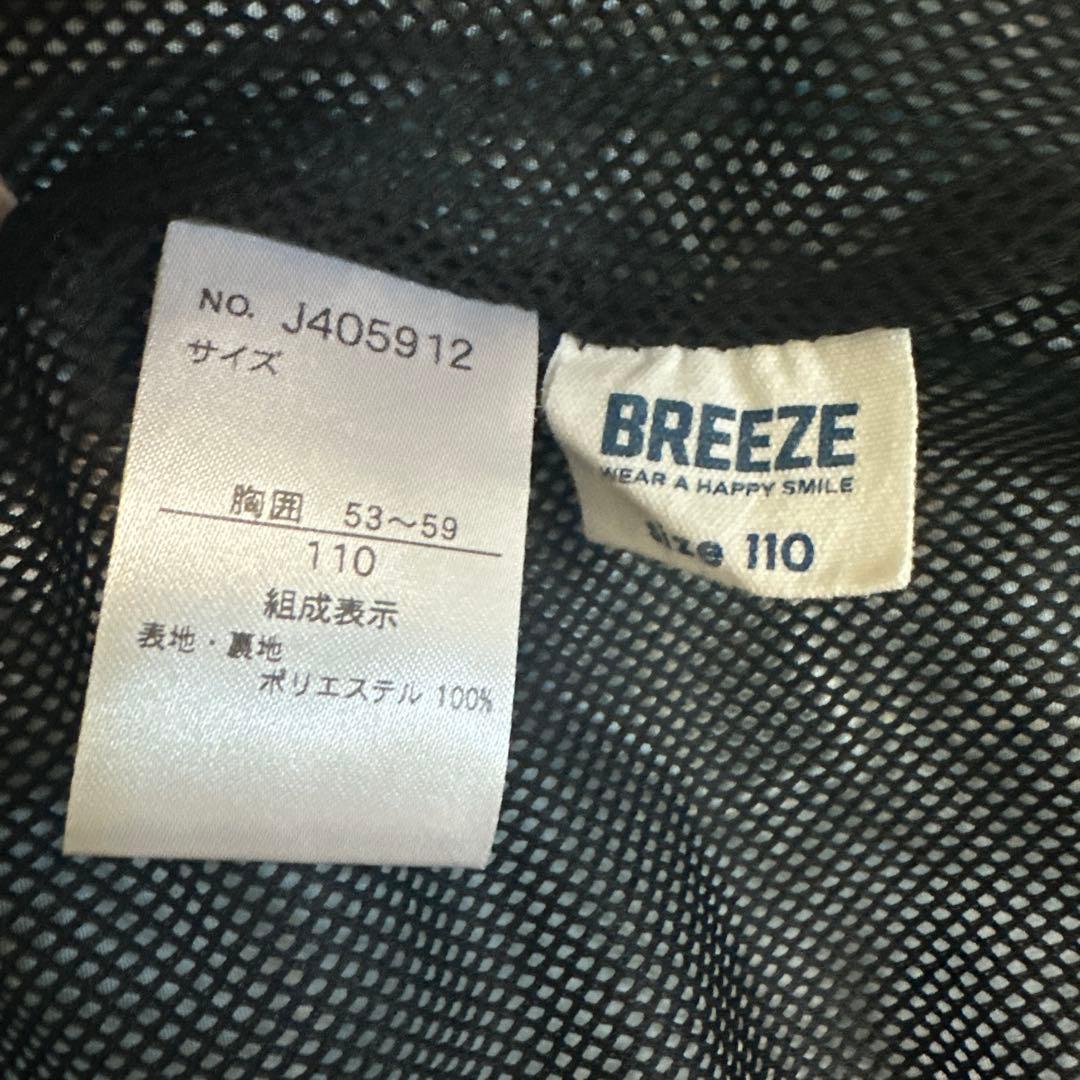 NO. J405912
サイズ
胸囲 53～59
110
組成表示
表地・裏地
ポリエステル 100%
BREEZE
WEAR A HAPPY SMILE
Size 110